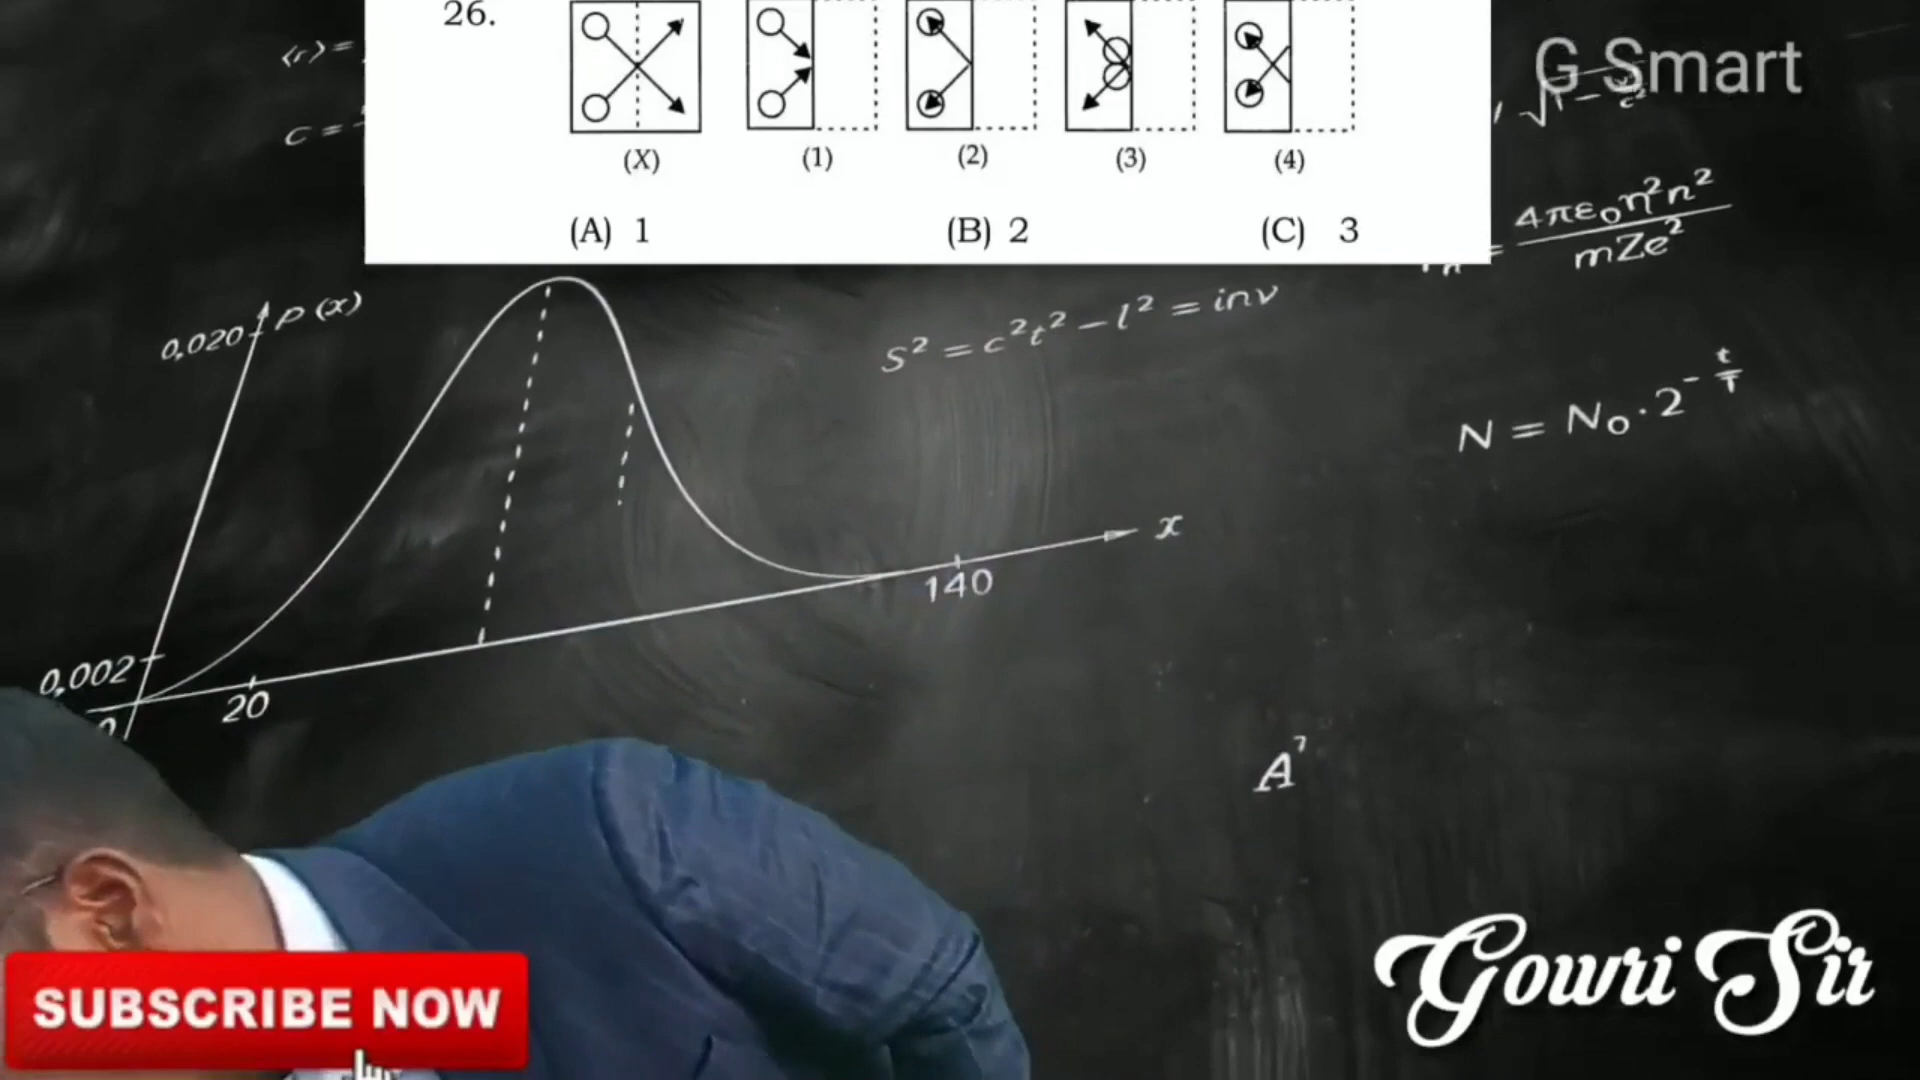 26.
(X) (1) (2) (3) (4)
(A) 1 (B) 2 (C) 3
G Smart
⟨r⟩=
c =
4πε₀n²n²
mZe²
P(x)
0,020
S² = c²t² - l² = inv
N = N₀·2^(-t/T)
x
140
0,002
20
A
SUBSCRIBE NOW
Gowri Sir